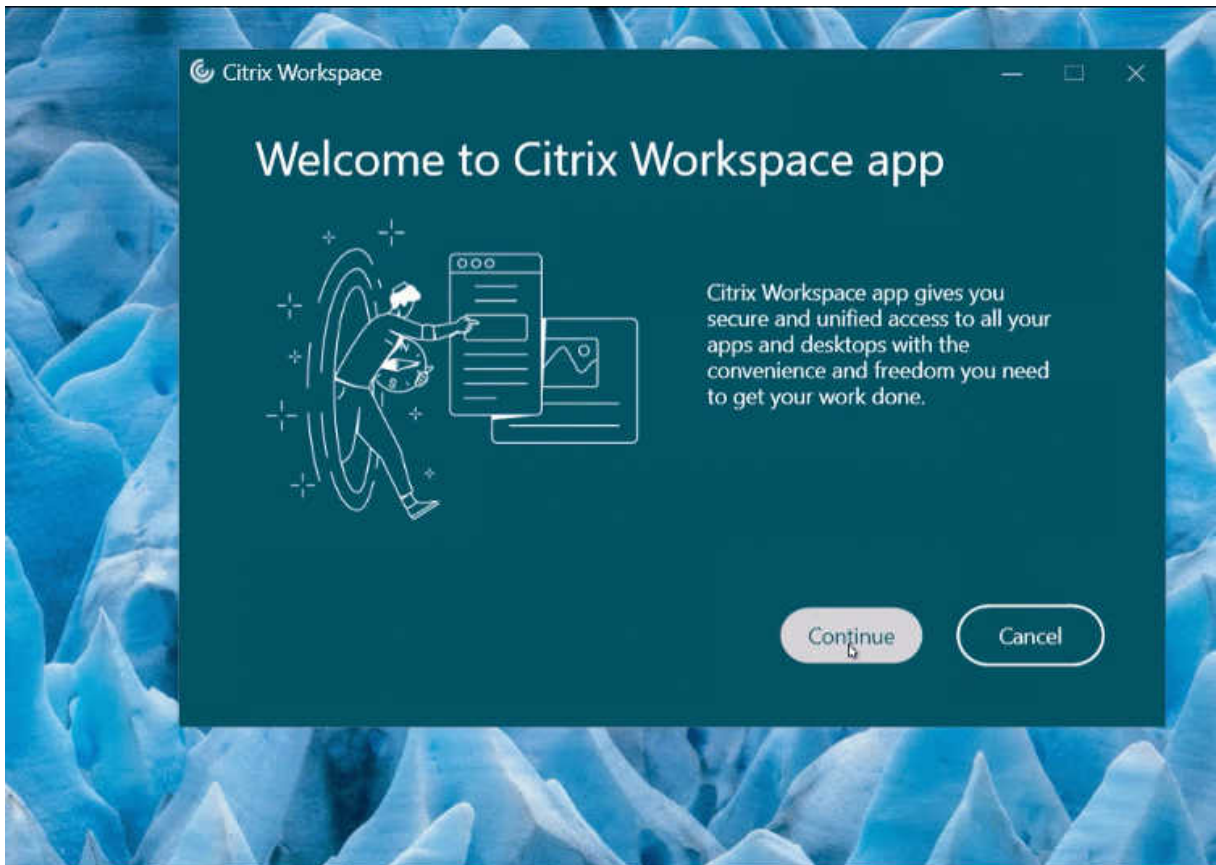 Citrix Workspace
Welcome to Citrix Workspace app
Citrix Workspace app gives you
secure and unified access to all your
apps and desktops with the
convenience and freedom you need
to get your work done.
Continue
Cancel